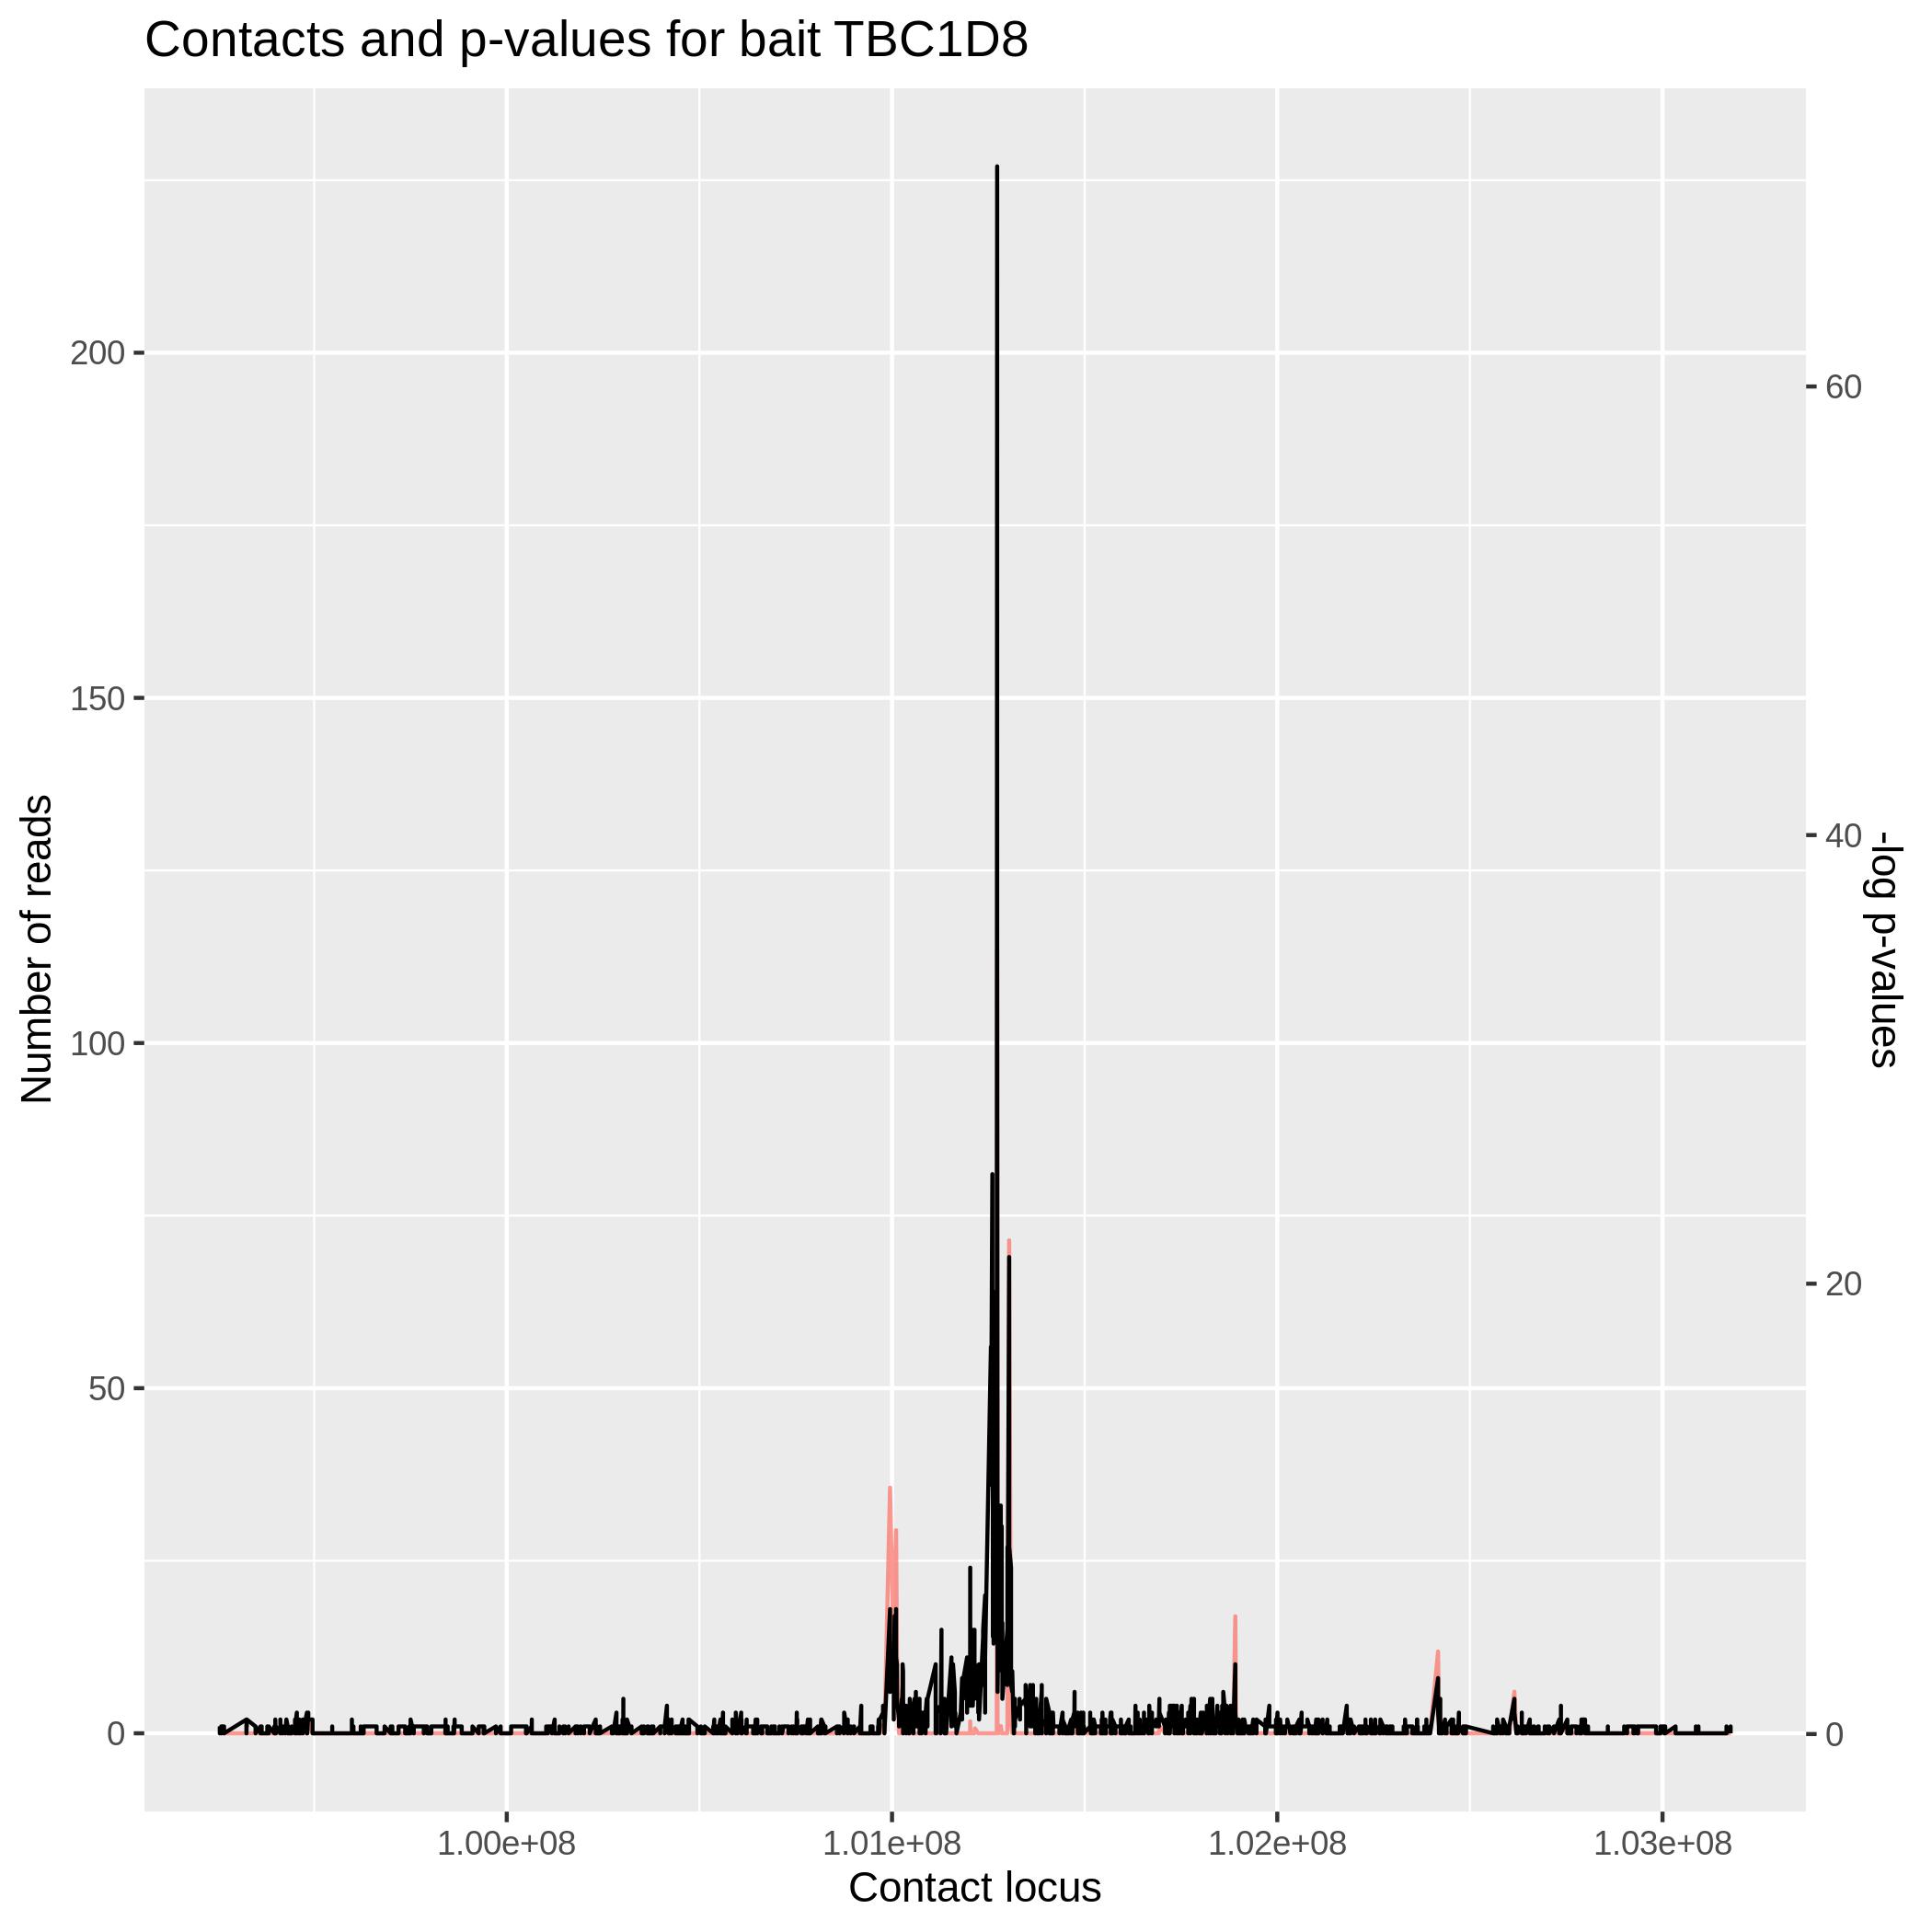 Contacts and p-values for bait TBC1D8
Number of reads
200
150
100
50
0
60
40
20
0
-log p-values
1.00e+08
1.01e+08
1.02e+08
1.03e+08
Contact locus